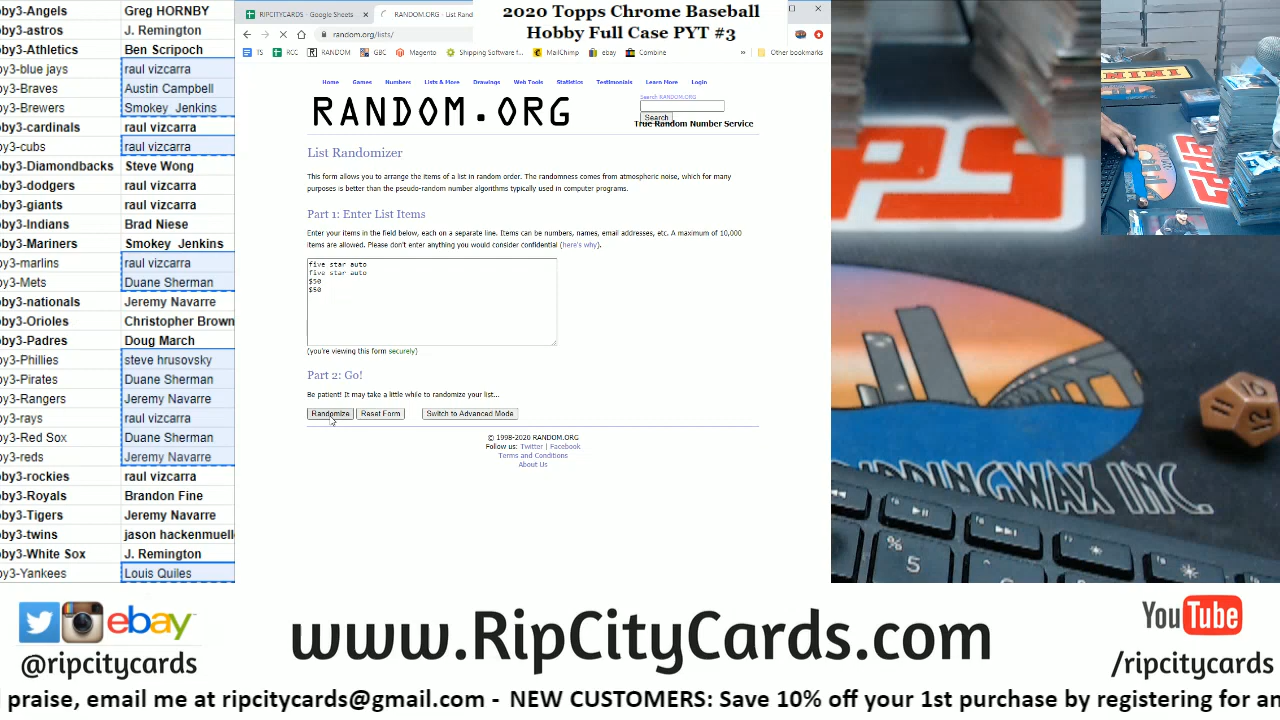 by3-Angels Greg HORNBY
by3-astros J. Remington
by3-Athletics Ben Scripoch
by3-blue jays raul vizcarra
by3-Braves Austin Campbell
by3-Brewers Smokey Jenkins
by3-cardinals raul vizcarra
by3-cubs raul vizcarra
by3-Diamondbacks Steve Wong
by3-dodgers raul vizcarra
by3-giants raul vizcarra
by3-Indians Brad Niese
by3-Mariners Smokey Jenkins
by3-marlins raul vizcarra
by3-Mets Duane Sherman
by3-nationals Jeremy Navarre
by3-Orioles Christopher Brown
by3-Padres Doug March
by3-Phillies steve hrusovsky
by3-Pirates Duane Sherman
by3-Rangers Jeremy Navarre
by3-rays raul vizcarra
by3-Red Sox Duane Sherman
by3-reds Jeremy Navarre
by3-rockies raul vizcarra
by3-Royals Brandon Fine
by3-Tigers Jeremy Navarre
by3-twins jason hackenmuell
by3-White Sox J. Remington
by3-Yankees Louis Quiles
RIPCITYCARDS - Google Sheets
RANDOM.ORG - List Rand
2020 Topps Chrome Baseball
Hobby Full Case PYT #3
random.org/lists/
TS RCC RANDOM GBC Magento Shipping Software f... MailChimp ebay Combine » Other bookmarks
Home Games Numbers Lists & More Drawings Web Tools Statistics Testimonials Learn More Login
RANDOM.ORG
Search RANDOM.ORG
Search
True Random Number Service
List Randomizer
This form allows you to arrange the items of a list in random order. The randomness comes from atmospheric noise, which for many
purposes is better than the pseudo-random number algorithms typically used in computer programs.
Part 1: Enter List Items
Enter your items in the field below, each on a separate line. Items can be numbers, names, email addresses, etc. A maximum of 10,000
items are allowed. Please don't enter anything you would consider confidential (here's why).
five star auto
five star auto
$50
$50
(you're viewing this form securely)
Part 2: Go!
Be patient! It may take a little while to randomize your list...
Randomize Reset Form Switch to Advanced Mode
© 1998-2020 RANDOM.ORG
Follow us: Twitter | Facebook
Terms and Conditions
About Us
MINI
PPS
OPPS
RIPPINGWAX INC.
11 10 12
%
5
^
*
ebay
@ripcitycards
www.RipCityCards.com
YouTube
/ripcitycards
praise, email me at ripcitycards@gmail.com - NEW CUSTOMERS: Save 10% off your 1st purchase by registering for an